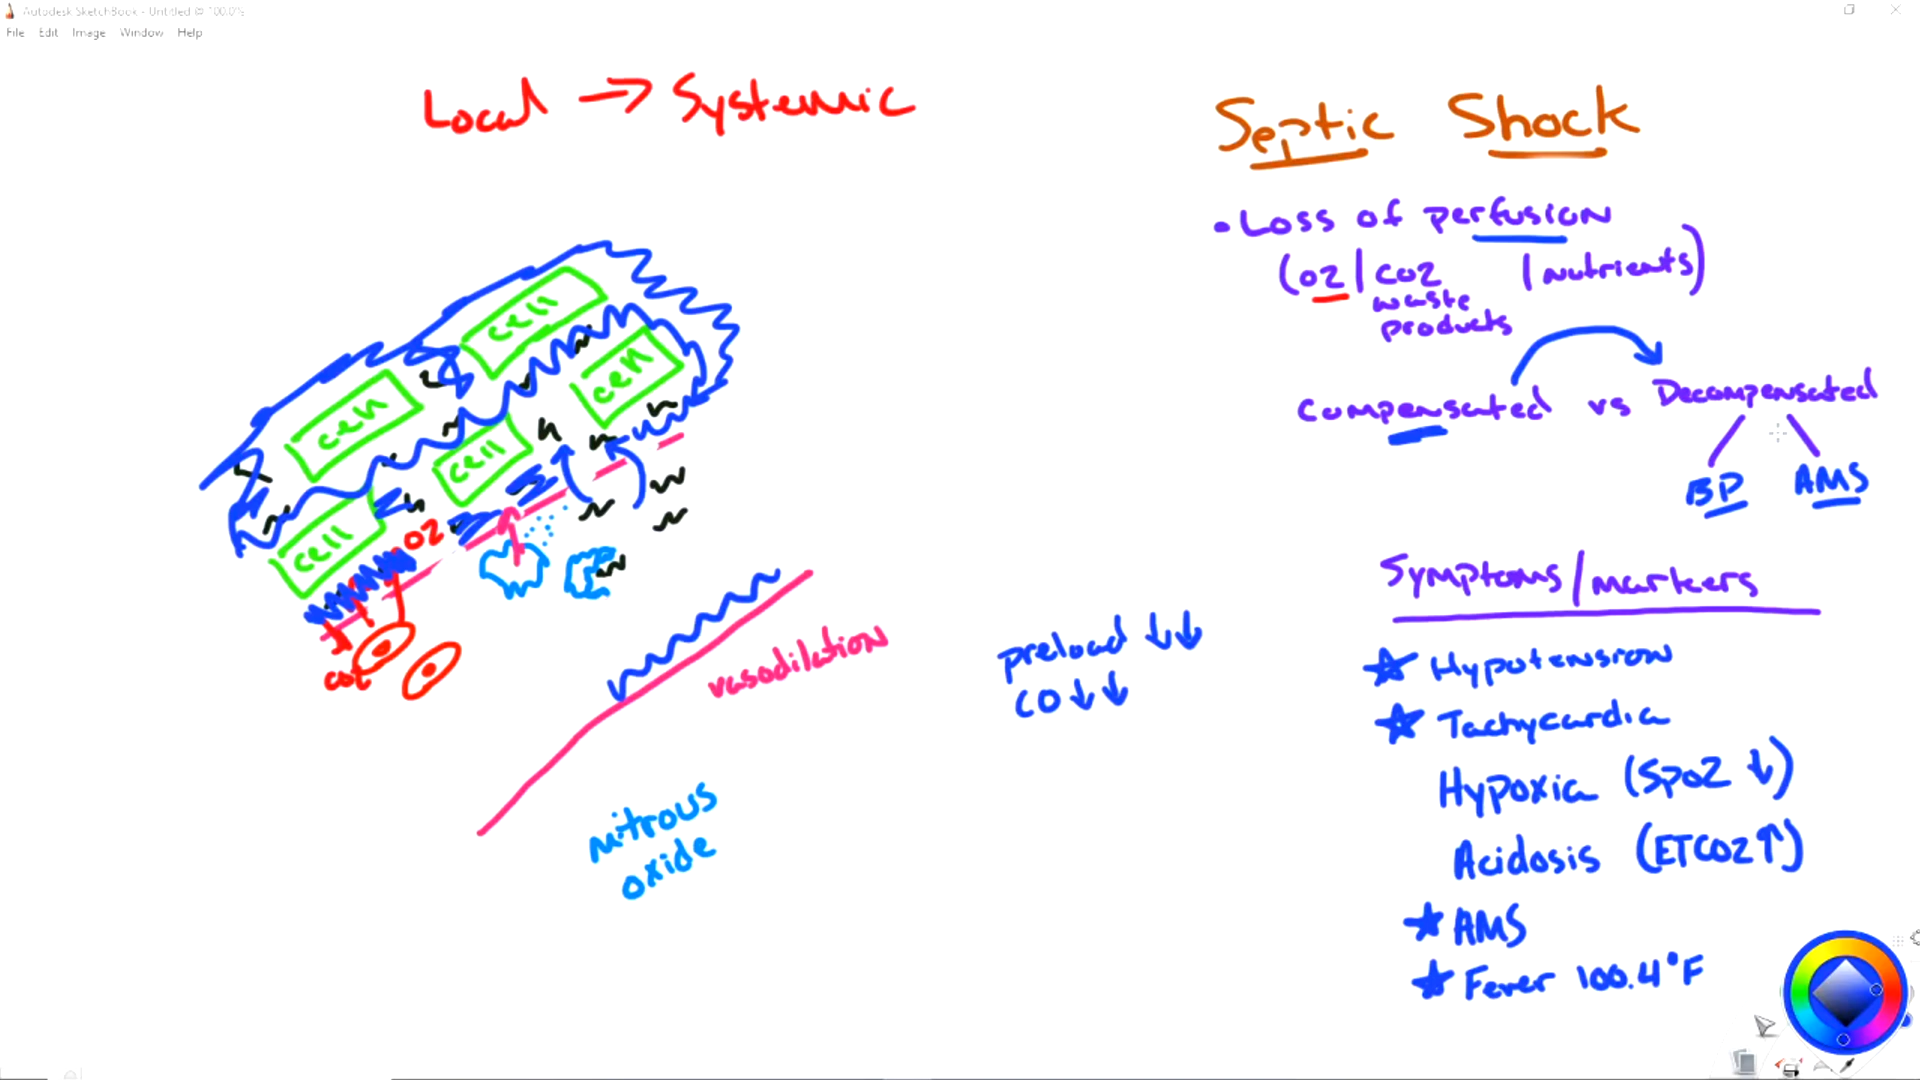 Autodesk SketchBook - Untitled @ 100.0%
File Edit Image Window Help
Local → Systemic
cell
cell
cell
cell
cell
O2
CO2
vasodilation
nitrous
oxide
preload ↓↓
CO ↓↓
Septic Shock
• Loss of perfusion
(O2 | CO2 | nutrients)
waste
products
compensated vs Decompensated
BP AMS
Symptoms/markers
★ Hypotension
★ Tachycardia
Hypoxia (SpO2 ↓)
Acidosis (ETCO2 ↑)
★ AMS
★ Fever 100.4°F